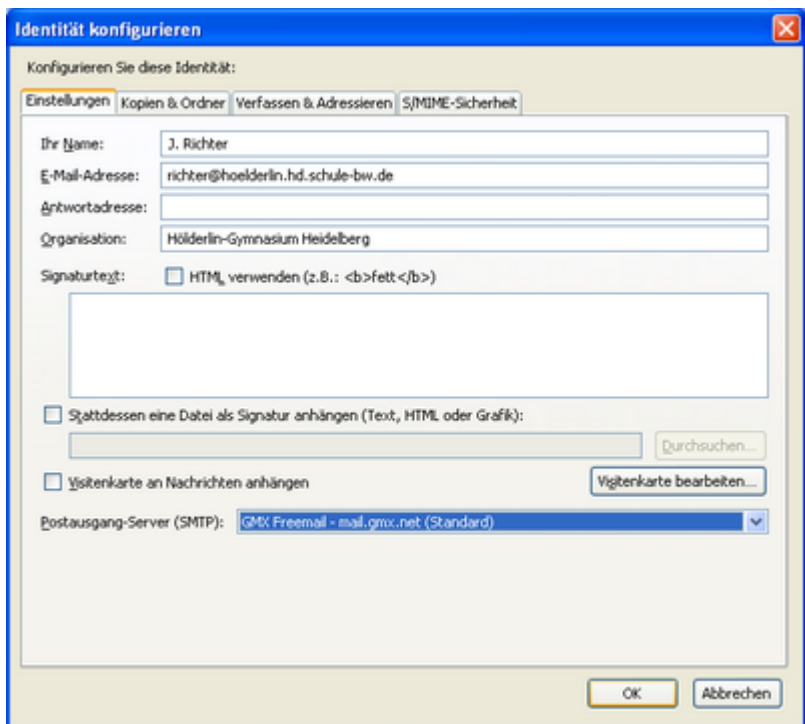 Identität konfigurieren
Konfigurieren Sie diese Identität:
Einstellungen Kopien & Ordner Verfassen & Adressieren S/MIME-Sicherheit
Ihr Name: J. Richter
E-Mail-Adresse: richter@hoelderlin.hd.schule-bw.de
Antwortadresse:
Organisation: Hölderlin-Gymnasium Heidelberg
Signaturtext: HTML verwenden (z.B.: <b>fett</b>)
Stattdessen eine Datei als Signatur anhängen (Text, HTML oder Grafik):
Durchsuchen...
Visitenkarte an Nachrichten anhängen Visitenkarte bearbeiten...
Postausgang-Server (SMTP): GMX Freemail - mail.gmx.net (Standard)
OK Abbrechen